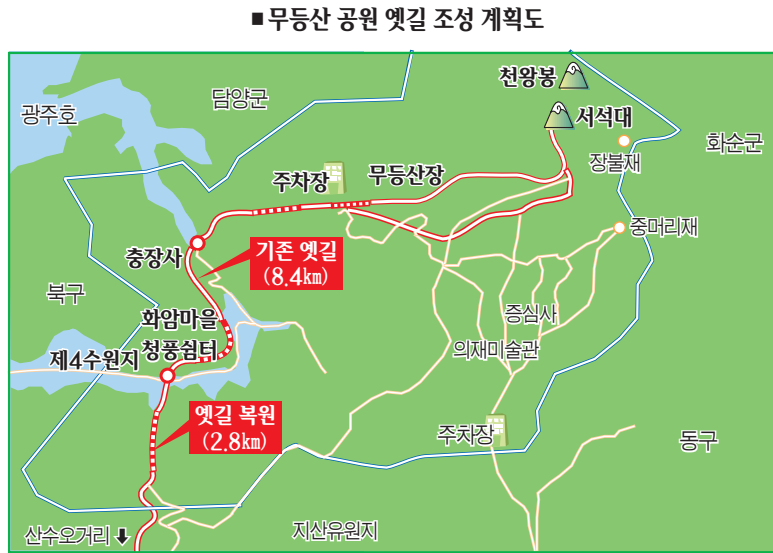 ■ 무등산 공원 옛길 조성 계획도
천왕봉
담양군
광주호
서석대
화순군
장불재
주차장
무등산장
중머리재
충장사
기존 옛길
(8.4㎞)
북구
화암마을
청풍쉼터
증심사
의재미술관
제4수원지
옛길 복원
(2.8㎞)
주차장
동구
산수오거리
지산유원지